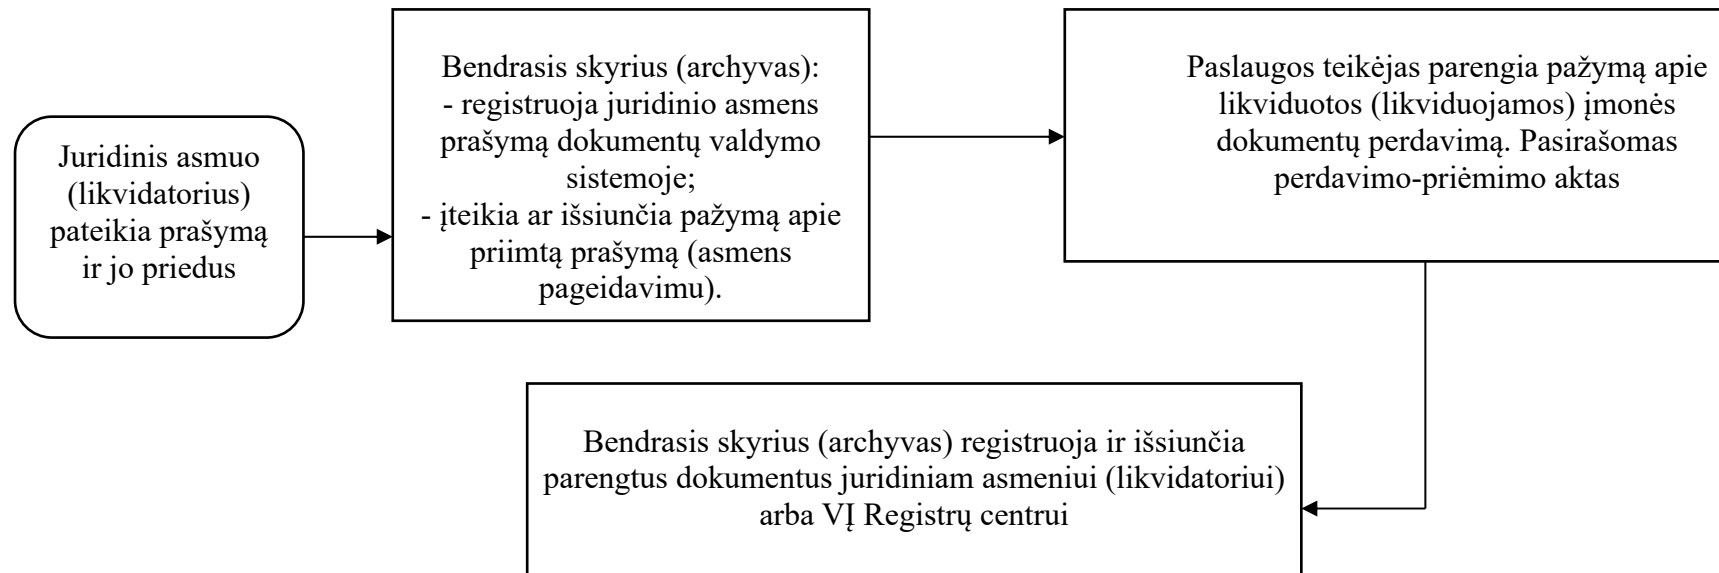 Juridinis asmuo
(likvidatorius)
pateikia prašymą
ir jo priedus
Bendrasis skyrius (archyvas):
- registruoja juridinio asmens
prašymą dokumentų valdymo
sistemoje;
- įteikia ar išsiunčia pažymą apie
priimtą prašymą (asmens
pageidavimu).
Paslaugos teikėjas parengia pažymą apie
likviduotos (likviduojamos) įmonės
dokumentų perdavimą. Pasirašomas
perdavimo-priėmimo aktas
Bendrasis skyrius (archyvas) registruoja ir išsiunčia
parengtus dokumentus juridiniam asmeniui (likvidatoriui)
arba VĮ Registrų centrui